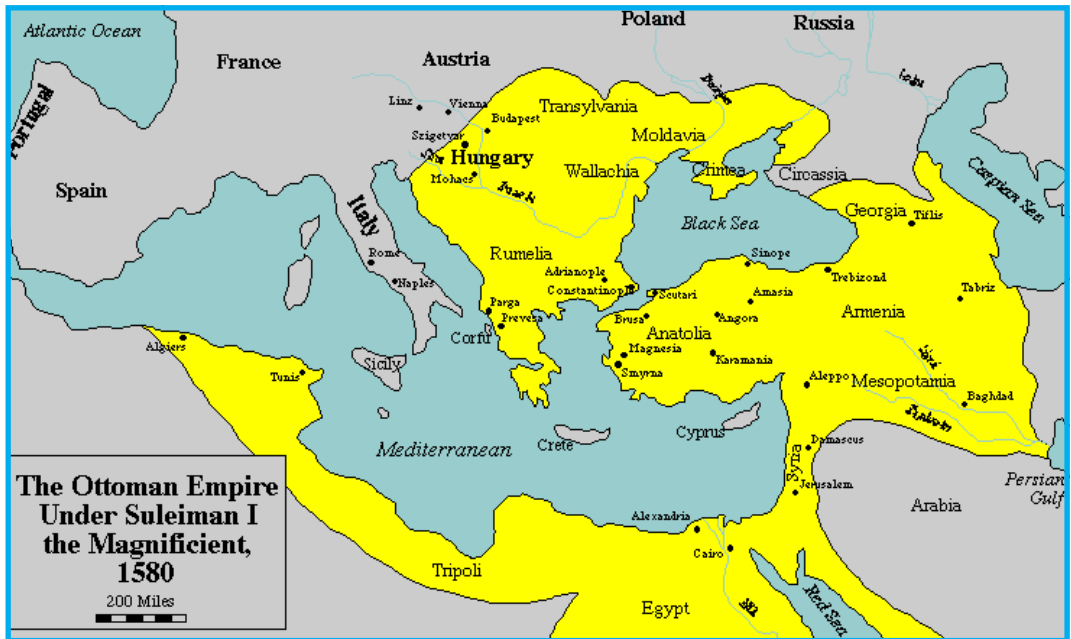 Atlantic Ocean
Poland
Russia
France
Austria
Portugal
Linz
Vienna
Transylvania
Budapest
Szigetvar
Moldavia
Hungary
Wallachia
Crimea
Circassia
Caspian Sea
Mohacs
Spain
Italy
Georgia
Tiflis
Black Sea
Rome
Rumelia
Sinope
Adrianople
Trebizond
Naples
Constantinople
Scutari
Amasia
Tabriz
Parga
Prevesa
Brusa
Angora
Armenia
Corfu
Anatolia
Algiers
Magnesia
Karamania
Sicily
Smyrna
Tunis
Aleppo
Mesopotamia
Baghdad
Mediterranean
Crete
Cyprus
Damascus
Syria
Jerusalem
Persian
Gulf
Arabia
The Ottoman Empire
Under Suleiman I
the Magnificient,
1580
200 Miles
Alexandria
Cairo
Tripoli
Egypt
Red Sea